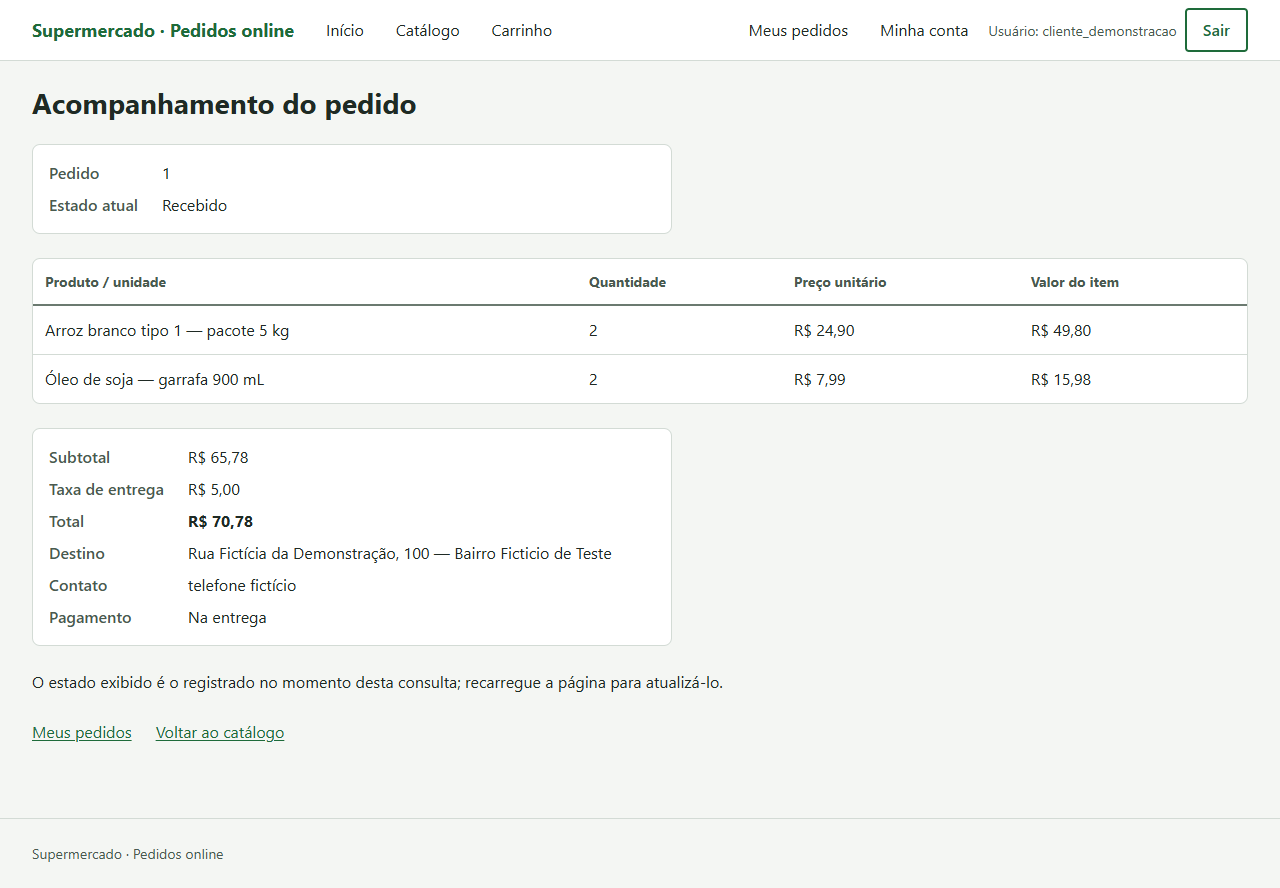 Supermercado · Pedidos online Início Catálogo Carrinho Meus pedidos Minha conta Usuário: cliente_demonstracao Sair
Acompanhamento do pedido
Pedido 1
Estado atual Recebido
Produto / unidade Quantidade Preço unitário Valor do item
Arroz branco tipo 1 — pacote 5 kg 2 R$ 24,90 R$ 49,80
Óleo de soja — garrafa 900 mL 2 R$ 7,99 R$ 15,98
Subtotal R$ 65,78
Taxa de entrega R$ 5,00
Total R$ 70,78
Destino Rua Fictícia da Demonstração, 100 — Bairro Ficticio de Teste
Contato telefone fictício
Pagamento Na entrega
O estado exibido é o registrado no momento desta consulta; recarregue a página para atualizá-lo.
Meus pedidos Voltar ao catálogo
Supermercado · Pedidos online